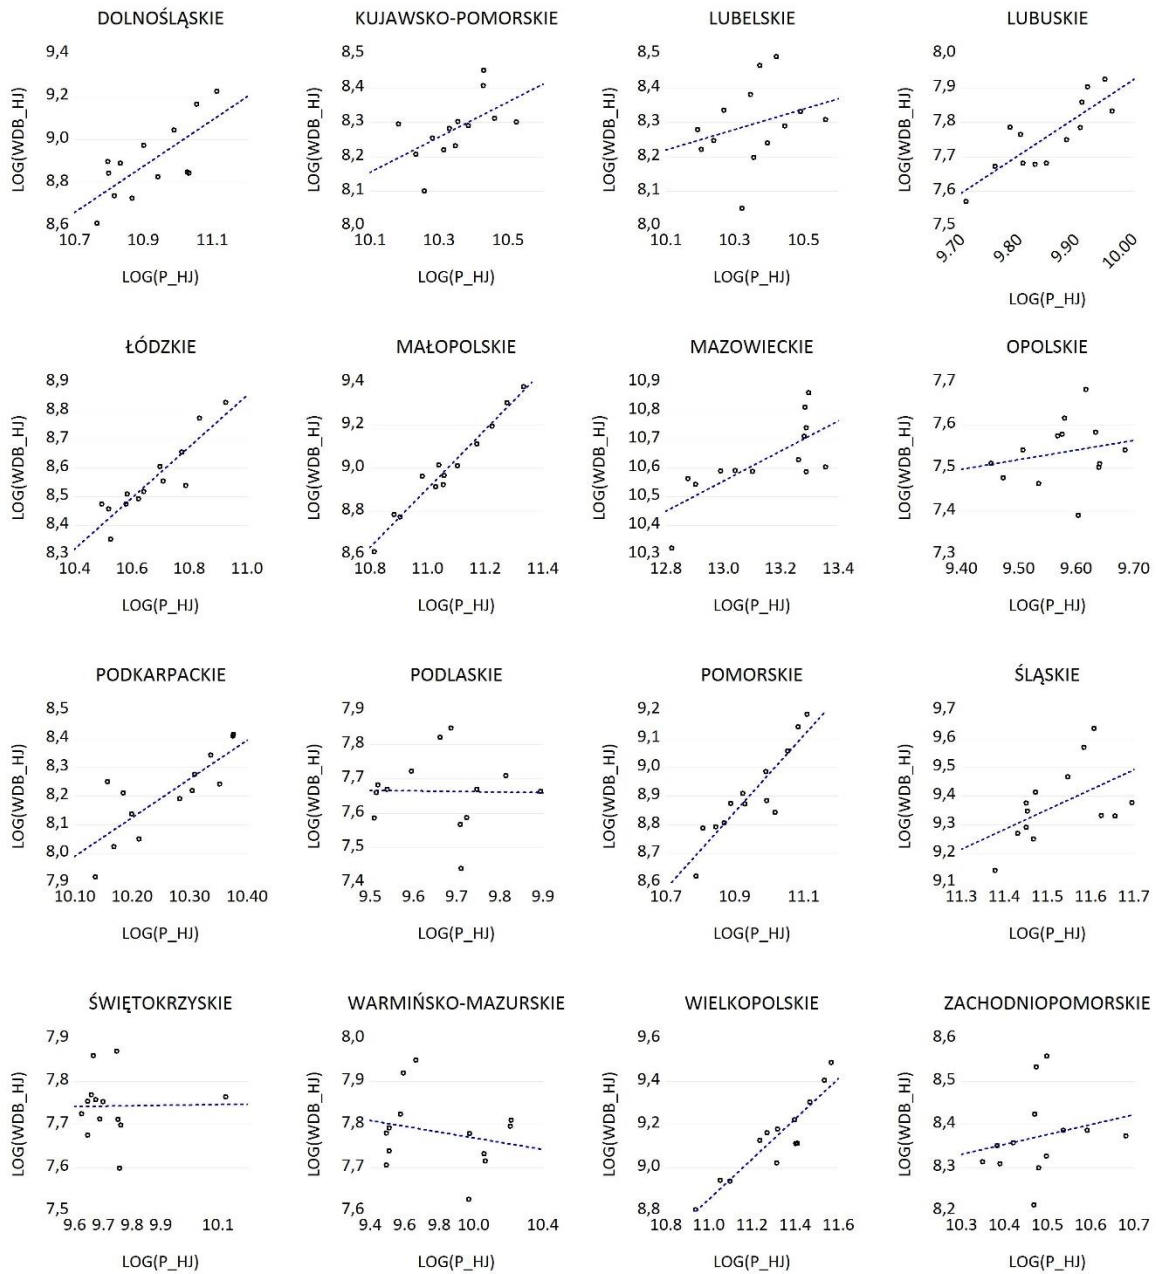 DOLNOŚLĄSKIE
9,4
9,2
9,0
8,8
8,6
LOG(WDB_HJ)
10.7 10.9 11.1
LOG(P_HJ)
KUJAWSKO-POMORSKIE
8,5
8,4
8,3
8,2
8,1
8,0
LOG(WDB_HJ)
10.1 10.3 10.5
LOG(P_HJ)
LUBELSKIE
8,5
8,4
8,3
8,2
8,1
8,0
LOG(WDB_HJ)
10.1 10.3 10.5
LOG(P_HJ)
LUBUSKIE
8,0
7,9
7,8
7,7
7,6
7,5
LOG(WDB_HJ)
9.70 9.80 9.90 10.00
LOG(P_HJ)
ŁÓDZKIE
8,9
8,8
8,7
8,6
8,5
8,4
8,3
LOG(WDB_HJ)
10.4 10.6 10.8 11.0
LOG(P_HJ)
MAŁOPOLSKIE
9,4
9,2
9,0
8,8
8,6
LOG(WDB_HJ)
10.8 11.0 11.2 11.4
LOG(P_HJ)
MAZOWIECKIE
10,9
10,8
10,7
10,6
10,5
10,4
10,3
LOG(WDB_HJ)
12.8 13.0 13.2 13.4
LOG(P_HJ)
OPOLSKIE
7,7
7,6
7,5
7,4
7,3
LOG(WDB_HJ)
9.40 9.50 9.60 9.70
LOG(P_HJ)
PODKARPACKIE
8,5
8,4
8,3
8,2
8,1
8,0
7,9
LOG(WDB_HJ)
10.10 10.20 10.30 10.40
LOG(P_HJ)
PODLASKIE
7,9
7,8
7,7
7,6
7,5
7,4
LOG(WDB_HJ)
9.5 9.6 9.7 9.8 9.9
LOG(P_HJ)
POMORSKIE
9,2
9,1
9,0
8,9
8,8
8,7
8,6
LOG(WDB_HJ)
10.7 10.9 11.1
LOG(P_HJ)
ŚLĄSKIE
9,7
9,6
9,5
9,4
9,3
9,2
9,1
LOG(WDB_HJ)
11.3 11.4 11.5 11.6 11.7
LOG(P_HJ)
ŚWIĘTOKRZYSKIE
7,9
7,8
7,7
7,6
7,5
LOG(WDB_HJ)
9.6 9.7 9.8 9.9 10.1
LOG(P_HJ)
WARMIŃSKO-MAZURSKIE
8,0
7,9
7,8
7,7
7,6
LOG(WDB_HJ)
9.4 9.6 9.8 10.0 10.2 10.4
LOG(P_HJ)
WIELKOPOLSKIE
9,6
9,4
9,2
9,0
8,8
LOG(WDB_HJ)
10.8 11.0 11.2 11.4 11.6
LOG(P_HJ)
ZACHODNIOPOMORSKIE
8,6
8,5
8,4
8,3
8,2
LOG(WDB_HJ)
10.3 10.4 10.5 10.6 10.7
LOG(P_HJ)